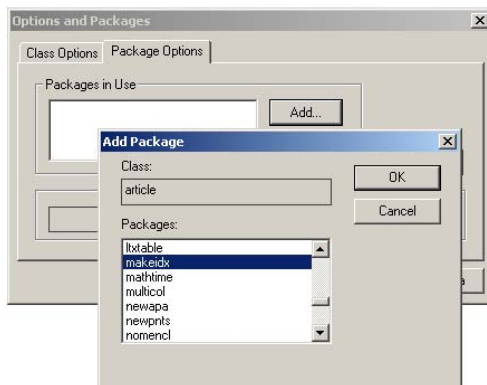 Options and Packages
Class Options
Package Options
Packages in Use
Add...
Add Package
Class:
article
OK
Cancel
Packages:
ltxtable
makeidx
mathtime
multicol
newapa
newpnts
nomencl